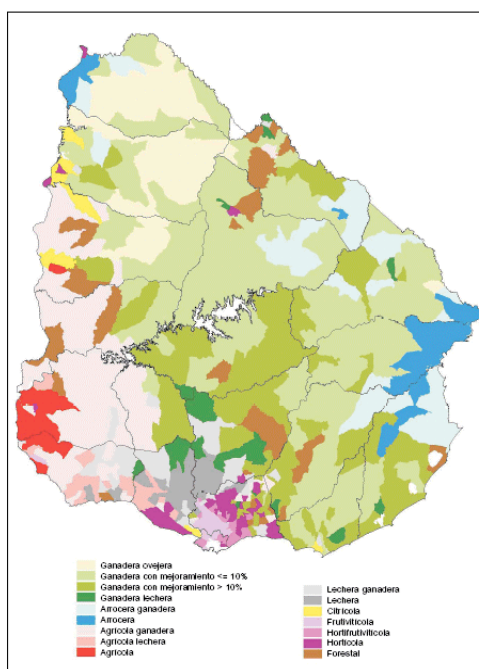 Ganadera ovejera
Ganadera con mejoramiento <= 10%
Ganadera con mejoramiento > 10%
Ganadera lechera
Arrocera ganadera
Arrocera
Agrícola ganadera
Agrícola lechera
Agrícola
Lechera ganadera
Lechera
Citrícola
Frutivitícola
Hortifrutivitícola
Hortícola
Forestal